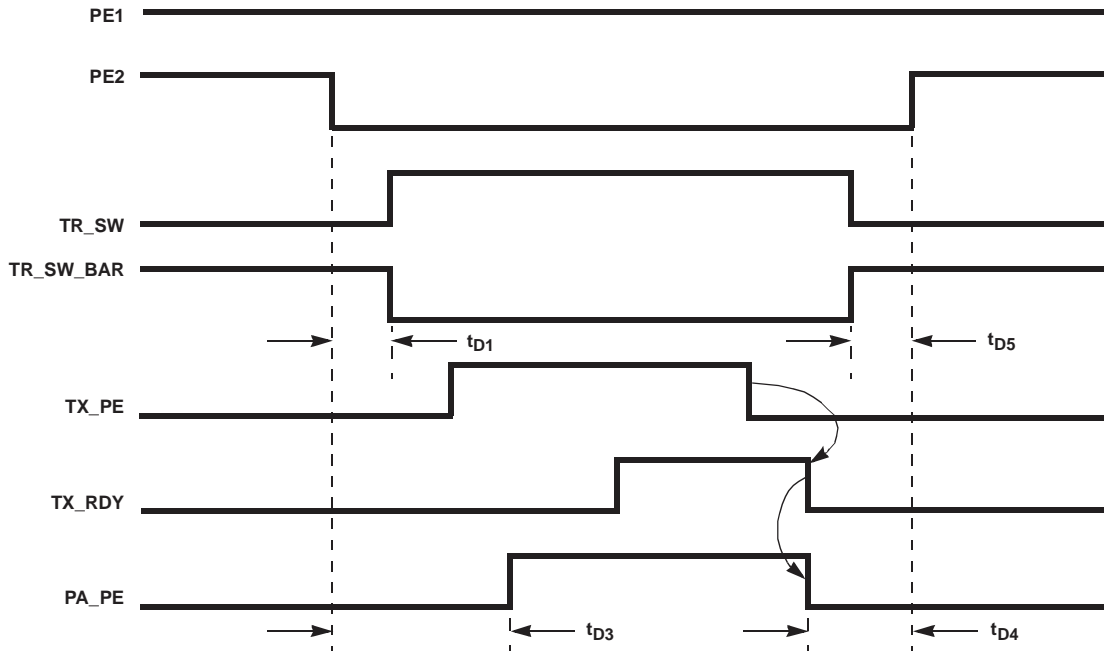 PE1
PE2
TR_SW
TR_SW_BAR
tD1
tD5
TX_PE
TX_RDY
PA_PE
tD3
tD4